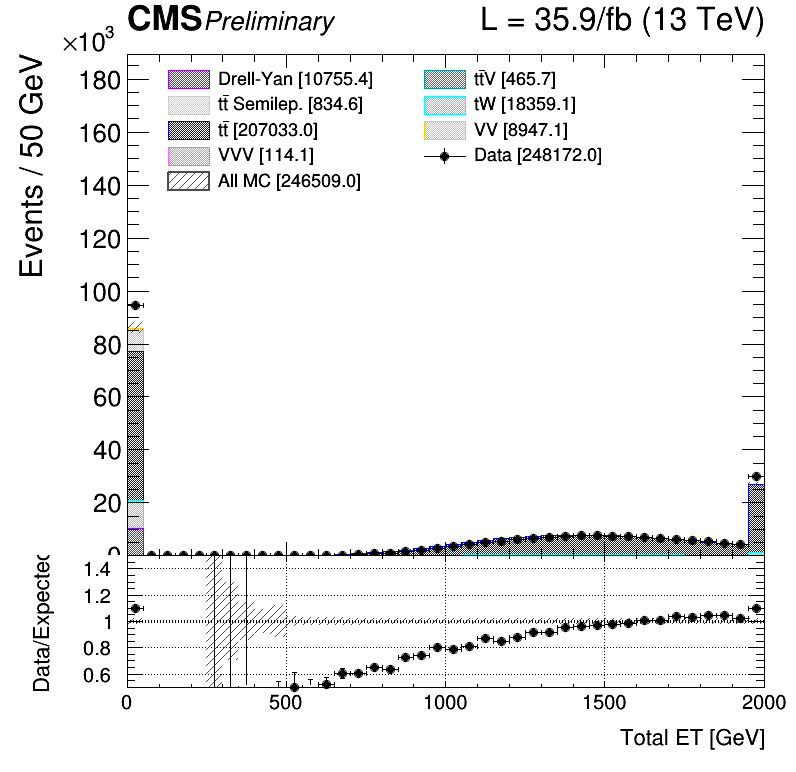 CMS Preliminary L = 35.9/fb (13 TeV)
×10³
Events / 50 GeV
180
160
140
120
100
80
60
40
20
0
Drell-Yan [10755.4]
tt̄ Semilep. [834.6]
tt̄ [207033.0]
VVV [114.1]
All MC [246509.0]
tt̄V [465.7]
tW [18359.1]
VV [8947.1]
Data [248172.0]
Data/Expected
1.4
1.2
1
0.8
0.6
0 500 1000 1500 2000
Total ET [GeV]